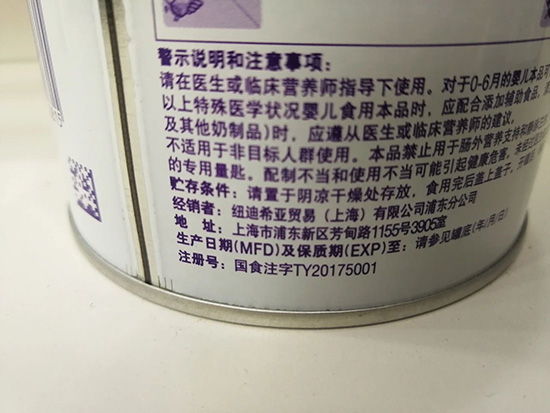 警示说明和注意事项:
请在医生或临床营养师指导下使用。对于0-6月的婴儿本品可
以上特殊医学状况婴儿食用本品时，应配合添加辅助食品。
及其他奶制品)时，应遵从医生或临床营养师的建议。
不适用于非目标人群使用。本品禁止用于肠外营养支持和静脉
的专用量匙。配制不当和使用不当可能引起健康危害。
贮存条件: 请置于阴凉干燥处存放，食用完后盖上盖子。
经销者: 纽迪希亚贸易(上海)有限公司浦东分公司
地 址: 上海市浦东新区芳甸路1155号3905室
生产日期(MFD)及保质期(EXP)至: 请参见罐底(年/月/日)
注册号: 国食注字TY20175001